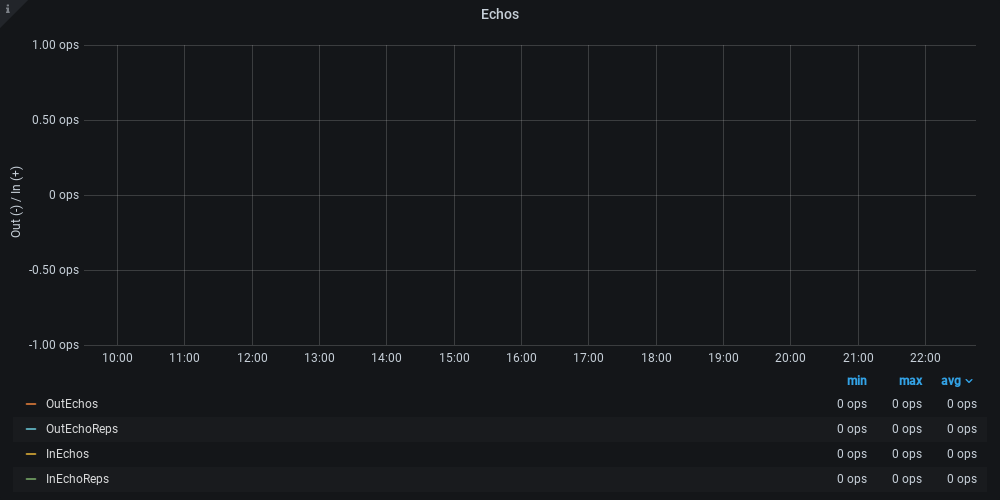 i
Echos
1.00 ops
0.50 ops
0 ops
-0.50 ops
-1.00 ops
Out (-) / In (+)
10:00 11:00 12:00 13:00 14:00 15:00 16:00 17:00 18:00 19:00 20:00 21:00 22:00
min max avg
OutEchos 0 ops 0 ops 0 ops
OutEchoReps 0 ops 0 ops 0 ops
InEchos 0 ops 0 ops 0 ops
InEchoReps 0 ops 0 ops 0 ops